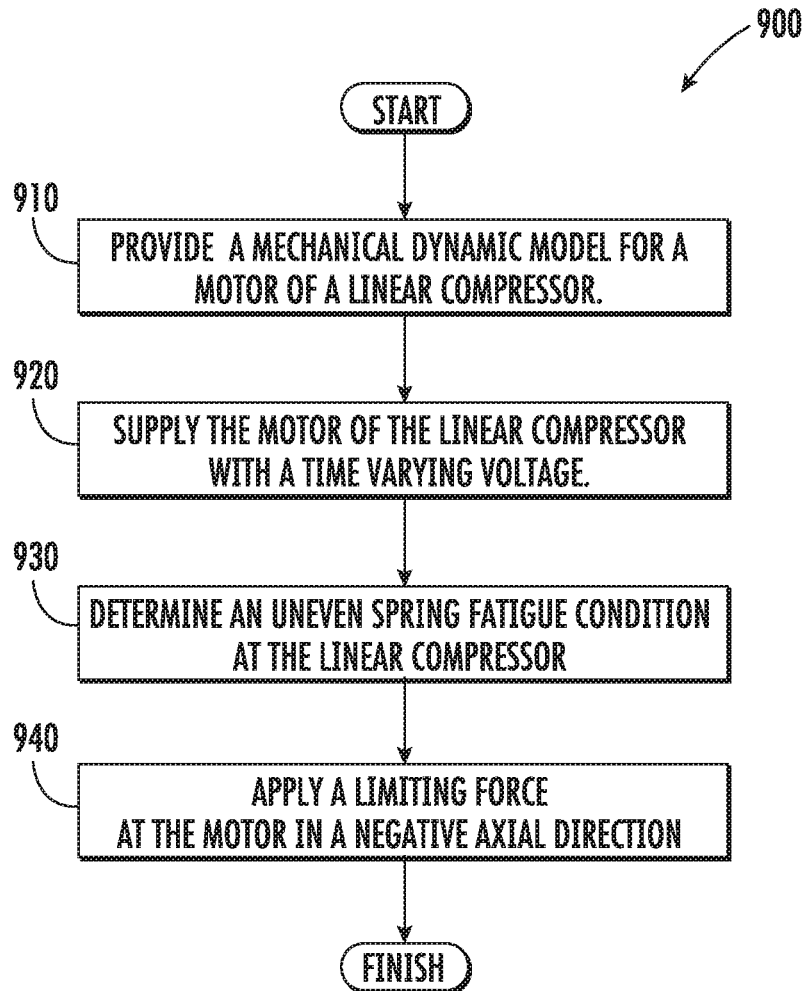 900
START
910
PROVIDE A MECHANICAL DYNAMIC MODEL FOR A
MOTOR OF A LINEAR COMPRESSOR.
920
SUPPLY THE MOTOR OF THE LINEAR COMPRESSOR
WITH A TIME VARYING VOLTAGE.
930
DETERMINE AN UNEVEN SPRING FATIGUE CONDITION
AT THE LINEAR COMPRESSOR
940
APPLY A LIMITING FORCE
AT THE MOTOR IN A NEGATIVE AXIAL DIRECTION
FINISH